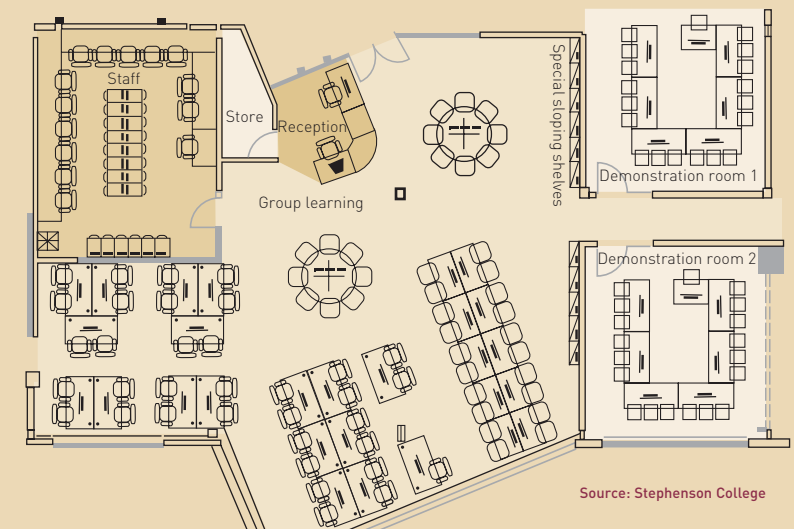 Staff
Store
Reception
Group learning
Special sloping shelves
Demonstration room 1
Demonstration room 2
Source: Stephenson College